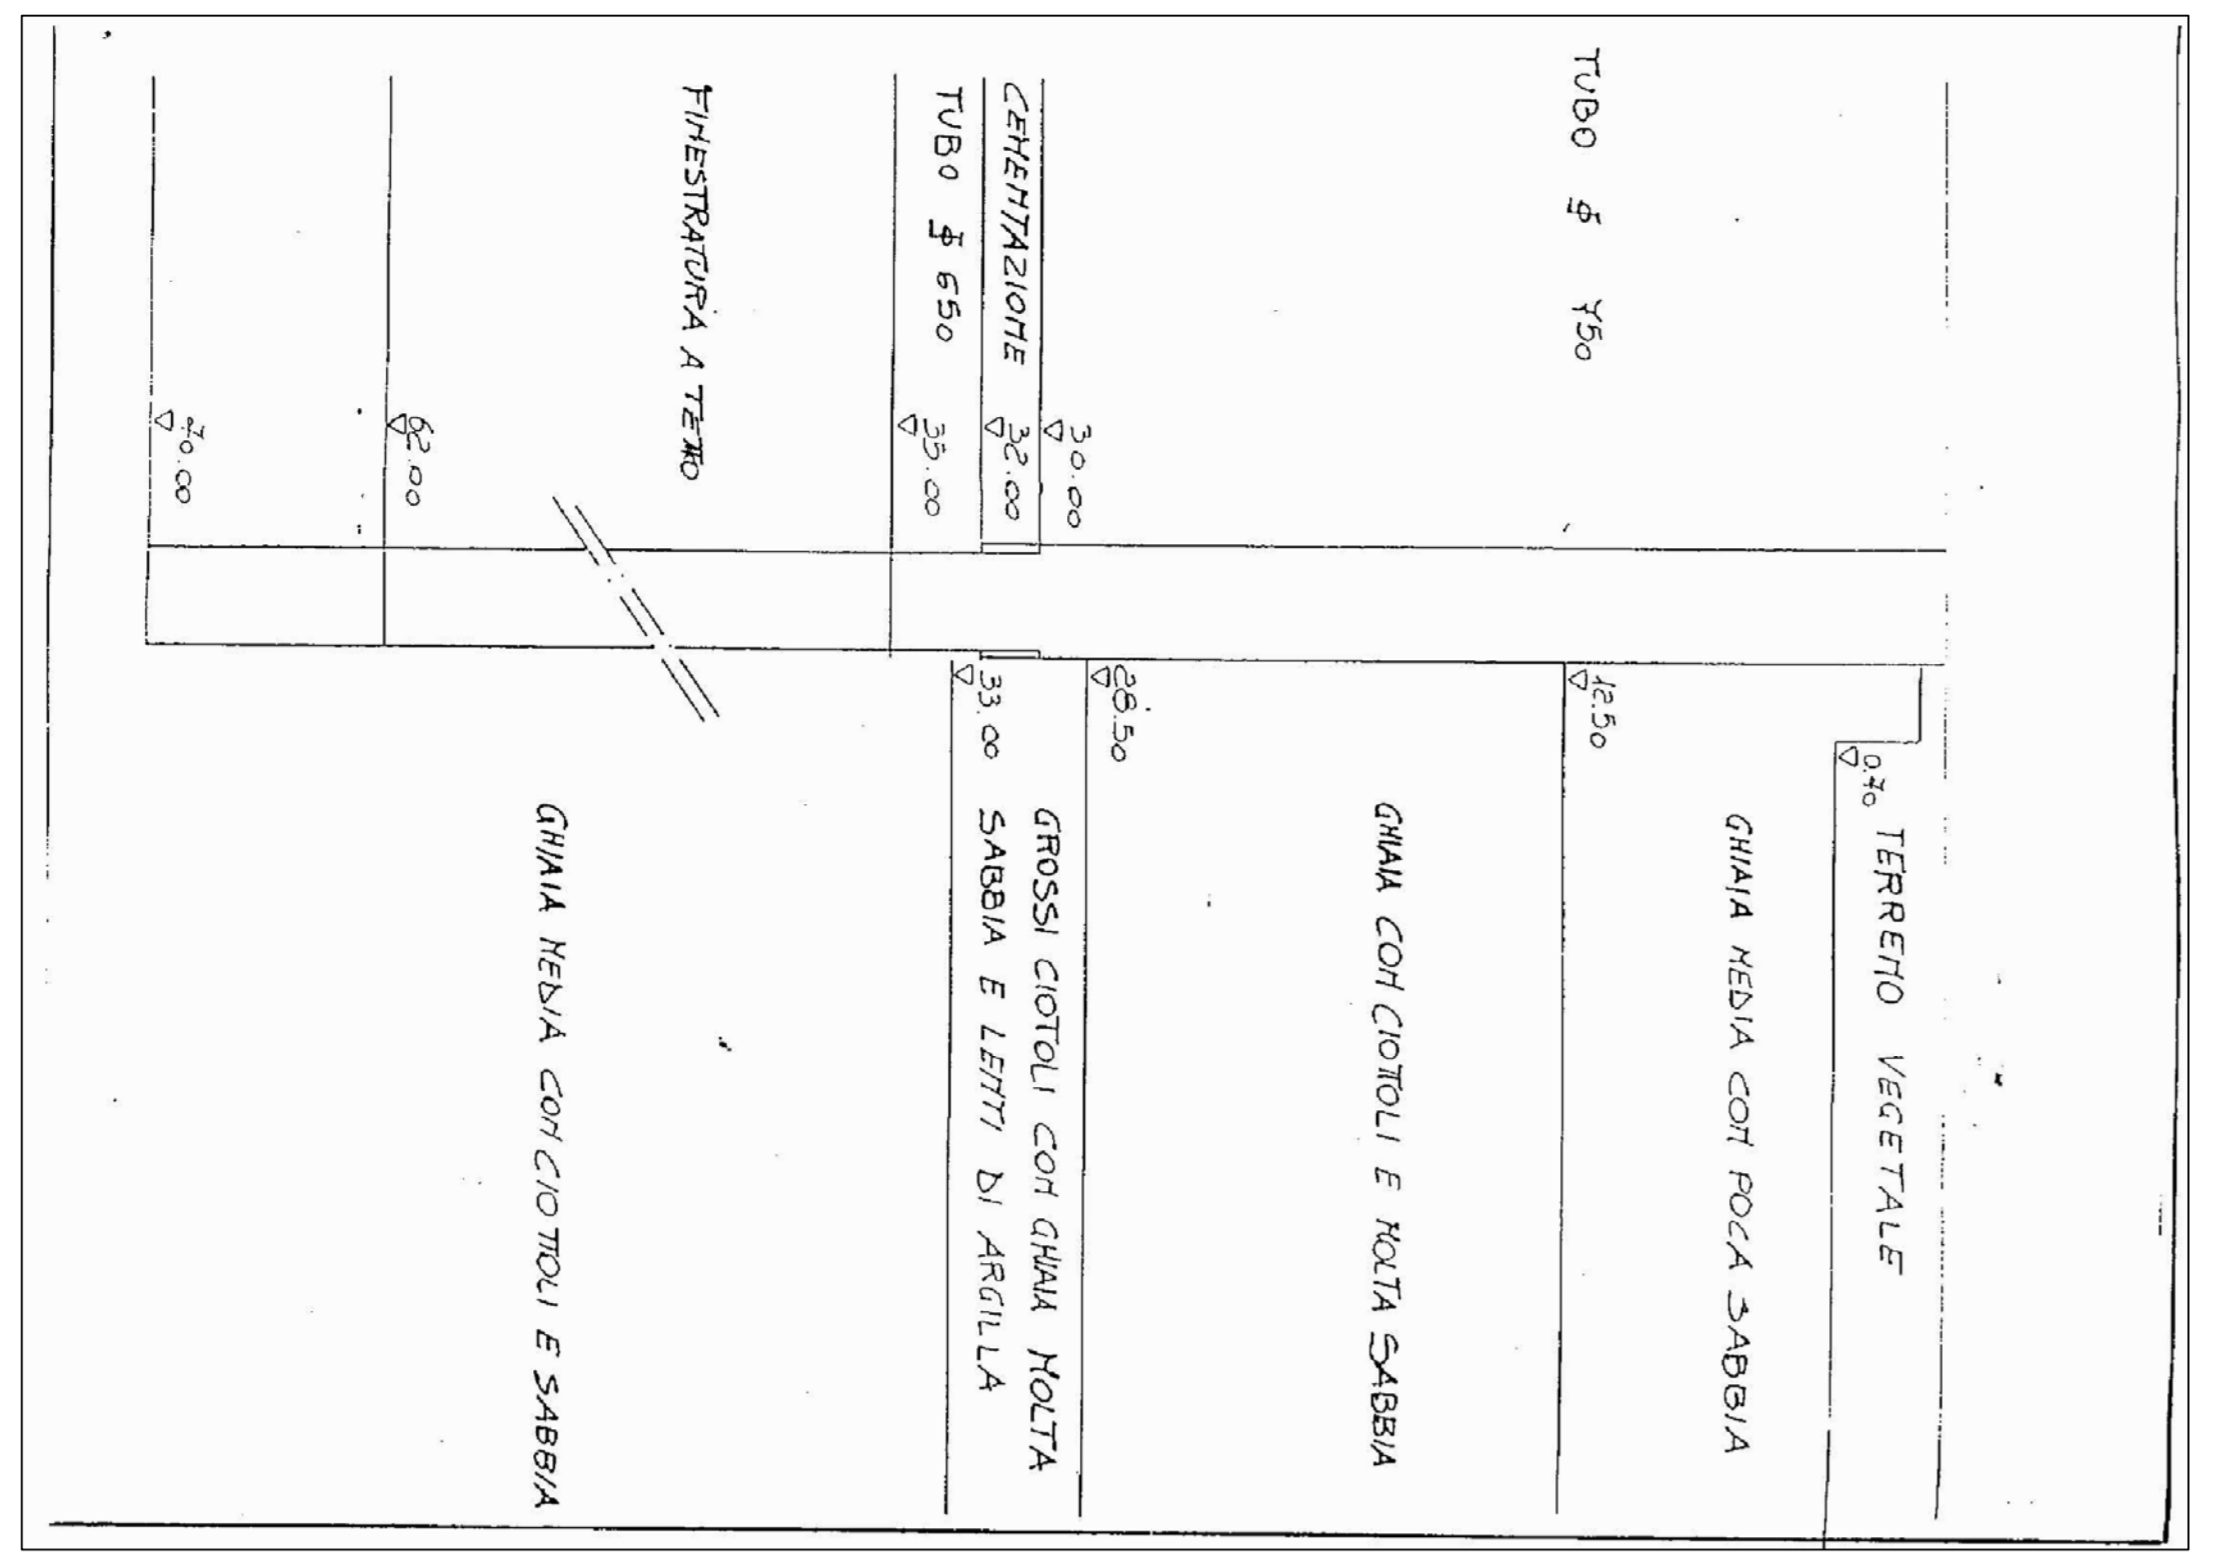 TUBO ∮ 750
30.00
CEMENTAZIONE 32.00
TUBO ∮ 650
35.00
FINESTRATURA A TETTO
62.00
70.00
TERRENO VEGETALE
0.70
GHIAIA MEDIA CON POCA SABBIA
12.50
GHIAIA CON CIOTTOLI E MOLTA SABBIA
28.50
GROSSI CIOTOLI CON GHIAIA MOLTA
SABBIA E LENTI DI ARGILLA
33.00
GHIAIA MEDIA CON CIOTTOLI E SABBIA